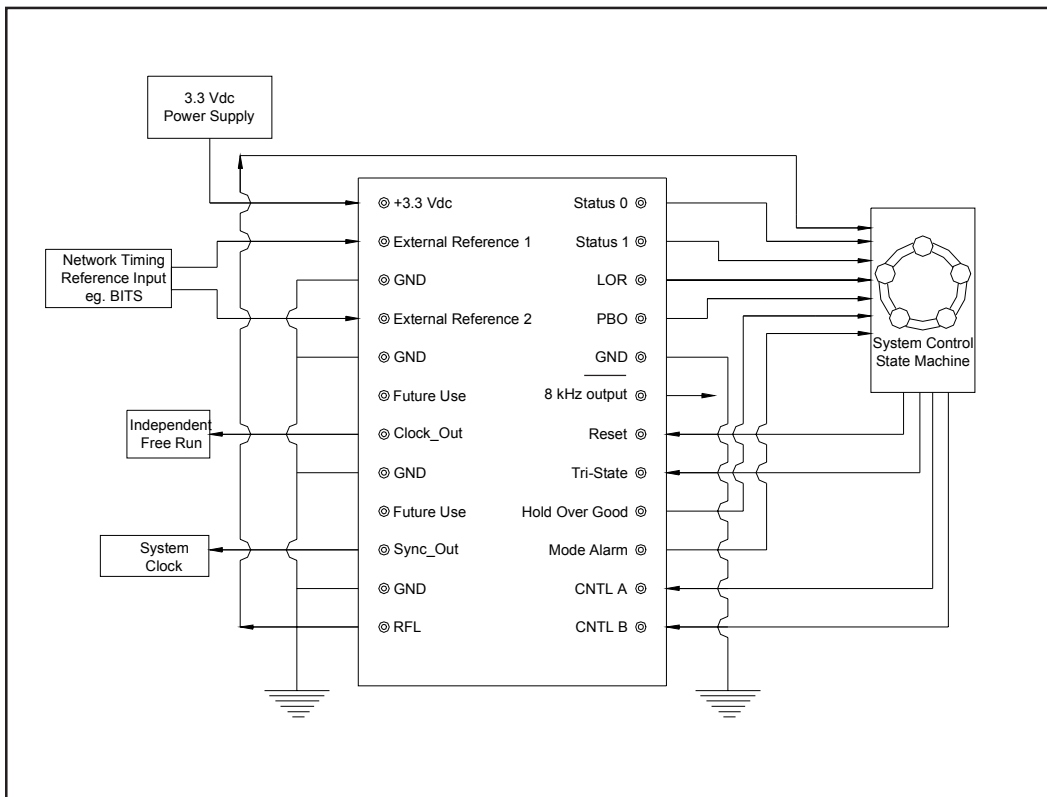 3.3 Vdc
Power Supply
Network Timing
Reference Input
eg. BITS
Independent
Free Run
System
Clock
+3.3 Vdc
External Reference 1
GND
External Reference 2
GND
Future Use
Clock_Out
GND
Future Use
Sync_Out
GND
RFL
Status 0
Status 1
LOR
PBO
GND
8 kHz output
Reset
Tri-State
Hold Over Good
Mode Alarm
CNTL A
CNTL B
System Control
State Machine